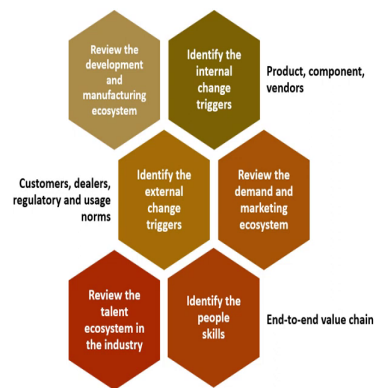 Review the
development
and
manufacturing
ecosystem
Identify the
internal
change
triggers
Product, component,
vendors
Customers, dealers,
regulatory and usage
norms
Identify the
external
change
triggers
Review the
demand and
marketing
ecosystem
Review the
talent
ecosystem in
the industry
Identify the
people
skills
End-to-end value chain